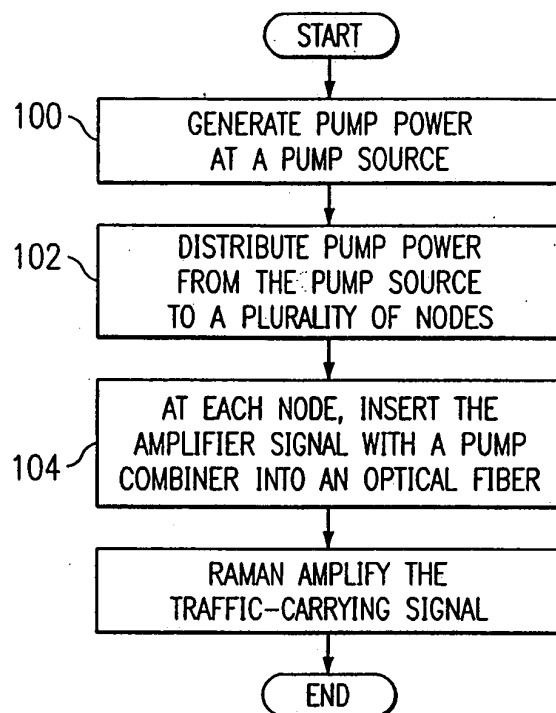 START
100
GENERATE PUMP POWER
AT A PUMP SOURCE
102
DISTRIBUTE PUMP POWER
FROM THE PUMP SOURCE
TO A PLURALITY OF NODES
104
AT EACH NODE, INSERT THE
AMPLIFIER SIGNAL WITH A PUMP
COMBINER INTO AN OPTICAL FIBER
RAMAN AMPLIFY THE
TRAFFIC-CARRYING SIGNAL
END